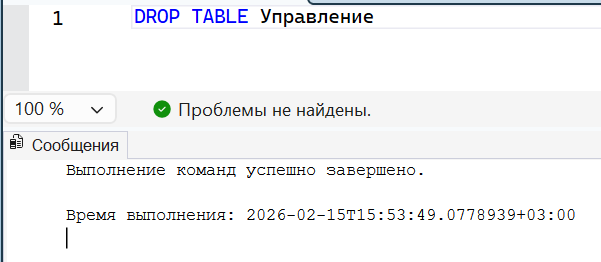 1 DROP TABLE Управление
100 % Проблемы не найдены.
Сообщения
Выполнение команд успешно завершено.
Время выполнения: 2026-02-15T15:53:49.0778939+03:00